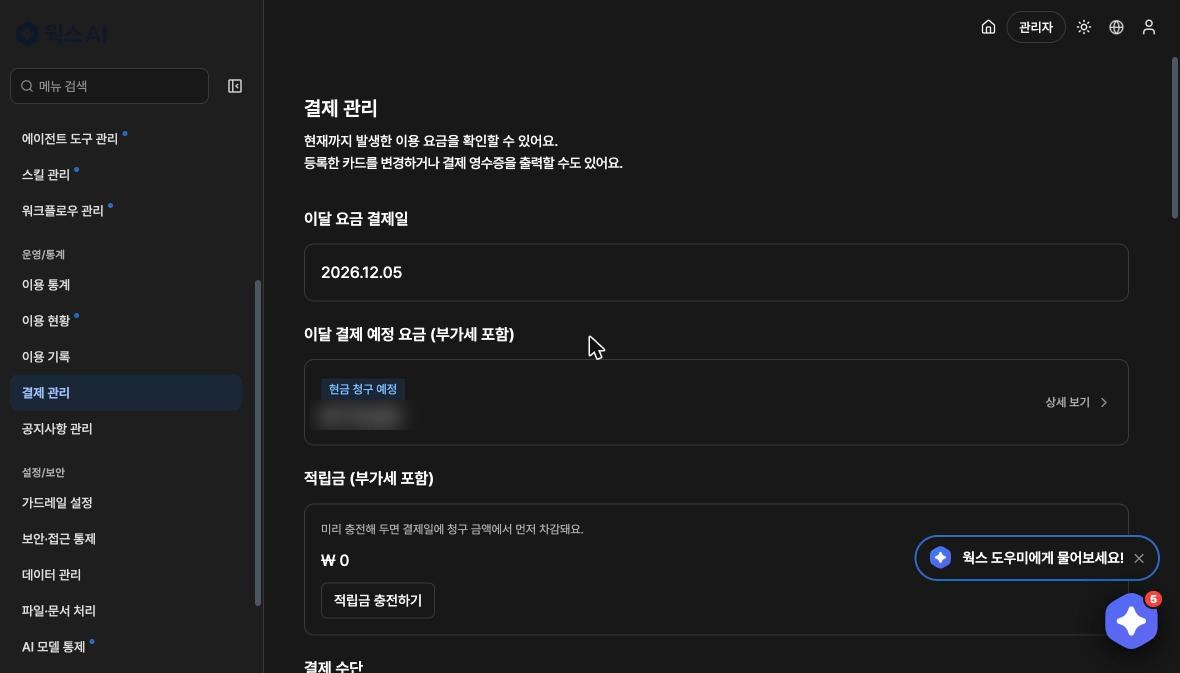 웍스AI
관리자
메뉴 검색
에이전트 도구 관리
스킬 관리
워크플로우 관리
운영/통계
이용 통계
이용 현황
이용 기록
결제 관리
공지사항 관리
설정/보안
가드레일 설정
보안·접근 통제
데이터 관리
파일·문서 처리
AI 모델 통제
결제 관리
현재까지 발생한 이용 요금을 확인할 수 있어요.
등록한 카드를 변경하거나 결제 영수증을 출력할 수도 있어요.
이달 요금 결제일
2026.12.05
이달 결제 예정 요금 (부가세 포함)
현금 청구 예정
상세 보기
적립금 (부가세 포함)
미리 충전해 두면 결제일에 청구 금액에서 먼저 차감돼요.
₩ 0
적립금 충전하기
웍스 도우미에게 물어보세요!
5
결제 수단